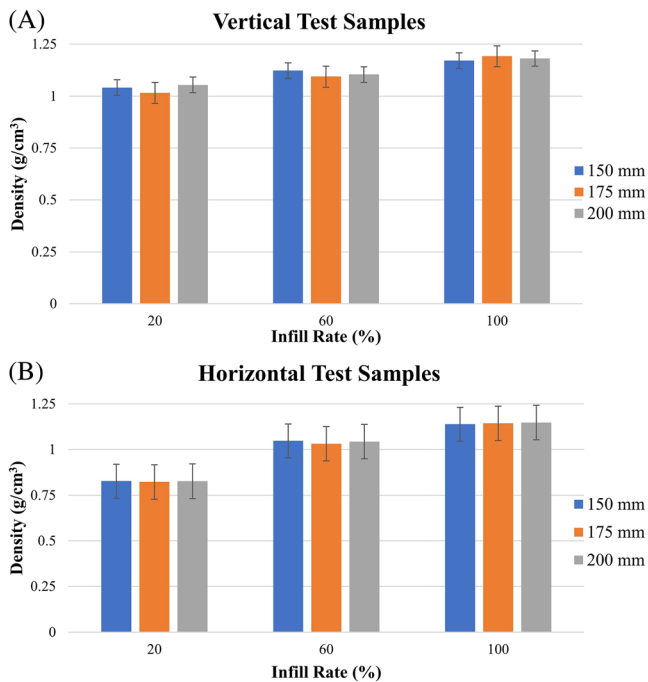 (A)
Vertical Test Samples
1.25
1
0.75
0.5
0.25
0
Density (g/cm³)
20
60
100
Infill Rate (%)
150 mm
175 mm
200 mm
(B)
Horizontal Test Samples
1.25
1
0.75
0.5
0.25
0
Density (g/cm³)
20
60
100
Infill Rate (%)
150 mm
175 mm
200 mm